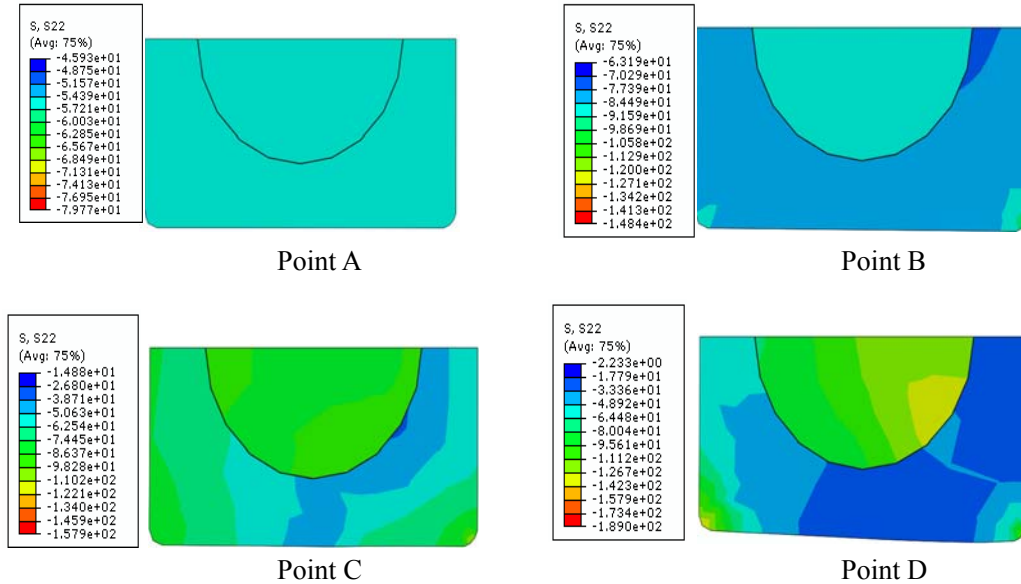 S, S22
(Avg: 75%)
-4.593e+01
-4.875e+01
-5.157e+01
-5.439e+01
-5.721e+01
-6.003e+01
-6.285e+01
-6.567e+01
-6.849e+01
-7.131e+01
-7.413e+01
-7.695e+01
-7.977e+01
Point A
S, S22
(Avg: 75%)
-6.319e+01
-7.029e+01
-7.739e+01
-8.449e+01
-9.159e+01
-9.869e+01
-1.058e+02
-1.129e+02
-1.200e+02
-1.271e+02
-1.342e+02
-1.413e+02
-1.484e+02
Point B
S, S22
(Avg: 75%)
-1.488e+01
-2.680e+01
-3.871e+01
-5.063e+01
-6.254e+01
-7.445e+01
-8.637e+01
-9.828e+01
-1.102e+02
-1.221e+02
-1.340e+02
-1.459e+02
-1.579e+02
Point C
S, S22
(Avg: 75%)
-2.233e+00
-1.779e+01
-3.336e+01
-4.892e+01
-6.448e+01
-8.004e+01
-9.561e+01
-1.112e+02
-1.267e+02
-1.423e+02
-1.579e+02
-1.734e+02
-1.890e+02
Point D